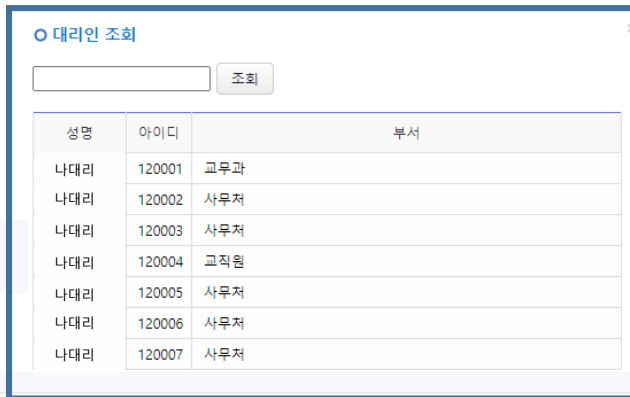 대리인 조회
조회
성명 아이디 부서
나대리 120001 교무과
나대리 120002 사무처
나대리 120003 사무처
나대리 120004 교직원
나대리 120005 사무처
나대리 120006 사무처
나대리 120007 사무처